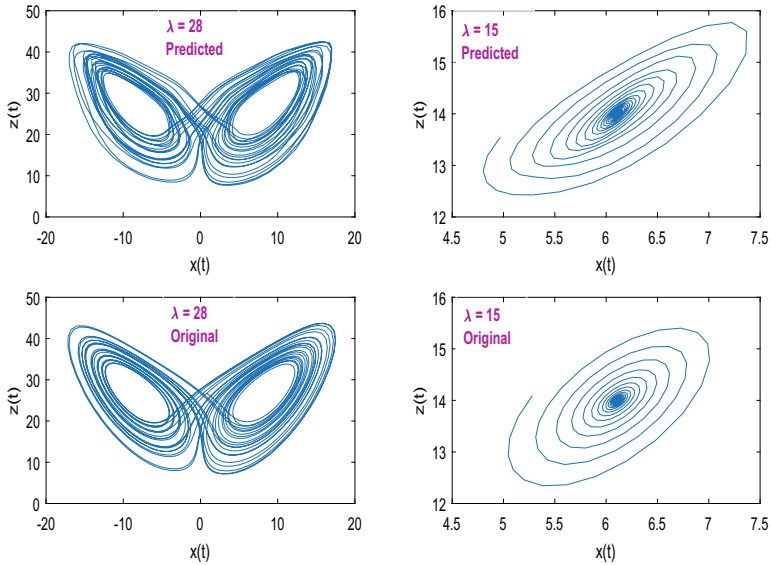 λ = 28
Predicted
z(t)
50
40
30
20
10
0
-20
-10
0
10
20
x(t)
λ = 15
Predicted
z(t)
16
15
14
13
12
4.5
5
5.5
6
6.5
7
7.5
x(t)
λ = 28
Original
z(t)
50
40
30
20
10
0
-20
-10
0
10
20
x(t)
λ = 15
Original
z(t)
16
15
14
13
12
4.5
5
5.5
6
6.5
7
7.5
x(t)